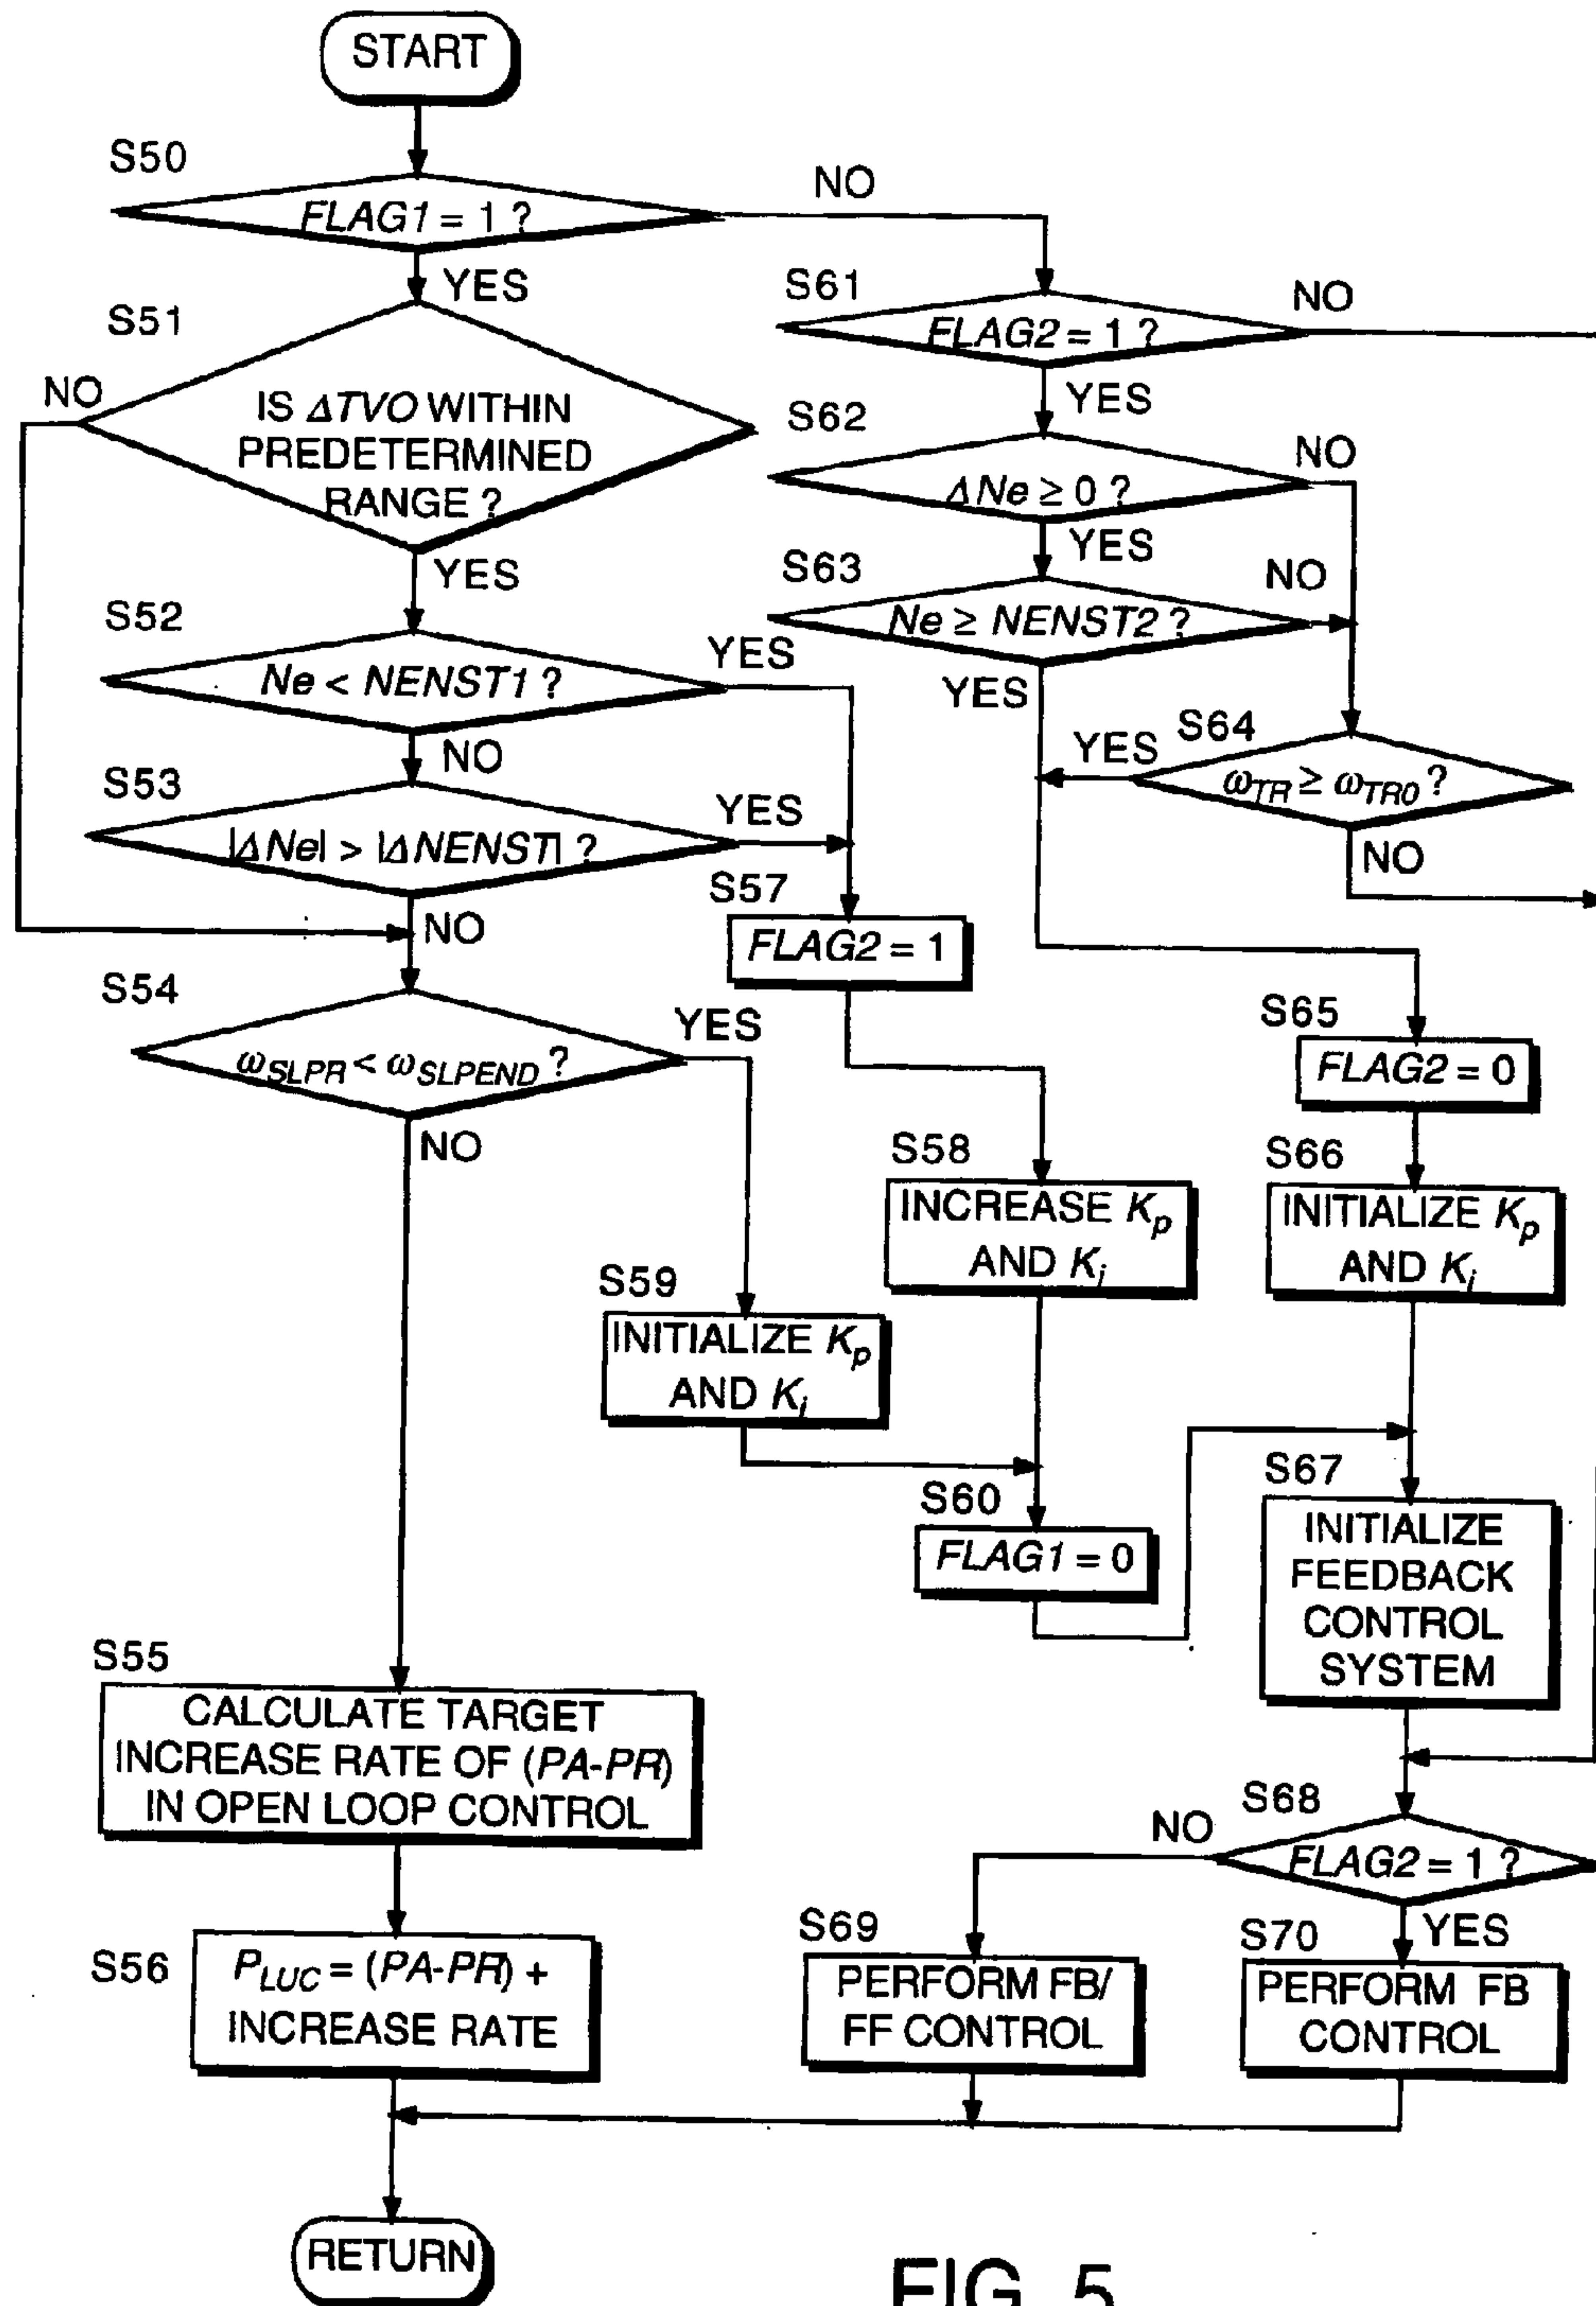 START
S50
FLAG1 = 1 ?
NO
YES
S51
NO
IS ΔTVO WITHIN
PREDETERMINED
RANGE ?
YES
S52
Ne < NENST1 ?
YES
NO
S53
|ΔNe| > |ΔNENST| ?
YES
NO
S54
ωSLPR < ωSLPEND ?
YES
NO
S55
CALCULATE TARGET
INCREASE RATE OF (PA-PR)
IN OPEN LOOP CONTROL
S56
PLUC = (PA-PR) +
INCREASE RATE
RETURN
S57
FLAG2 = 1
S58
INCREASE Kp
AND Ki
S59
INITIALIZE Kp
AND Ki
S60
FLAG1 = 0
S61
FLAG2 = 1 ?
NO
YES
S62
ΔNe ≥ 0 ?
NO
YES
S63
Ne ≥ NENST2 ?
NO
YES
S64
ωTR ≥ ωTR0 ?
YES
NO
S65
FLAG2 = 0
S66
INITIALIZE Kp
AND Ki
S67
INITIALIZE
FEEDBACK
CONTROL
SYSTEM
S68
FLAG2 = 1 ?
NO
YES
S69
PERFORM FB/
FF CONTROL
S70
PERFORM FB
CONTROL
FIG. 5